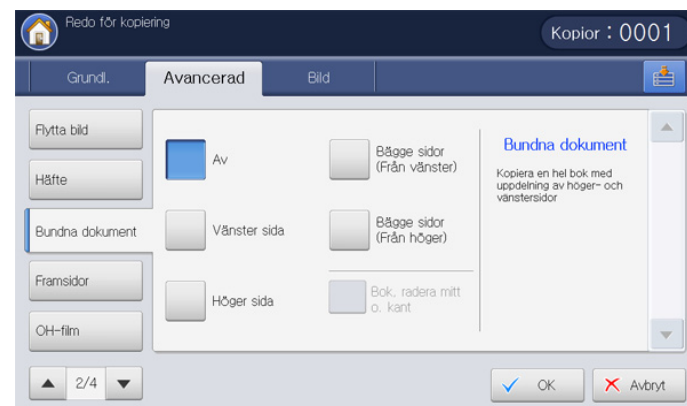 Redo för kopiering
Kopior : 0001
Grundl.
Avancerad
Bild
Flytta bild
Häfte
Bundna dokument
Framsidor
OH-film
2/4
Av
Vänster sida
Höger sida
Bägge sidor
(Från vänster)
Bägge sidor
(Från höger)
Bok, radera mitt
o. kant
Bundna dokument
Kopiera en hel bok med
uppdelning av höger- och
vänstersidor
OK
Avbryt